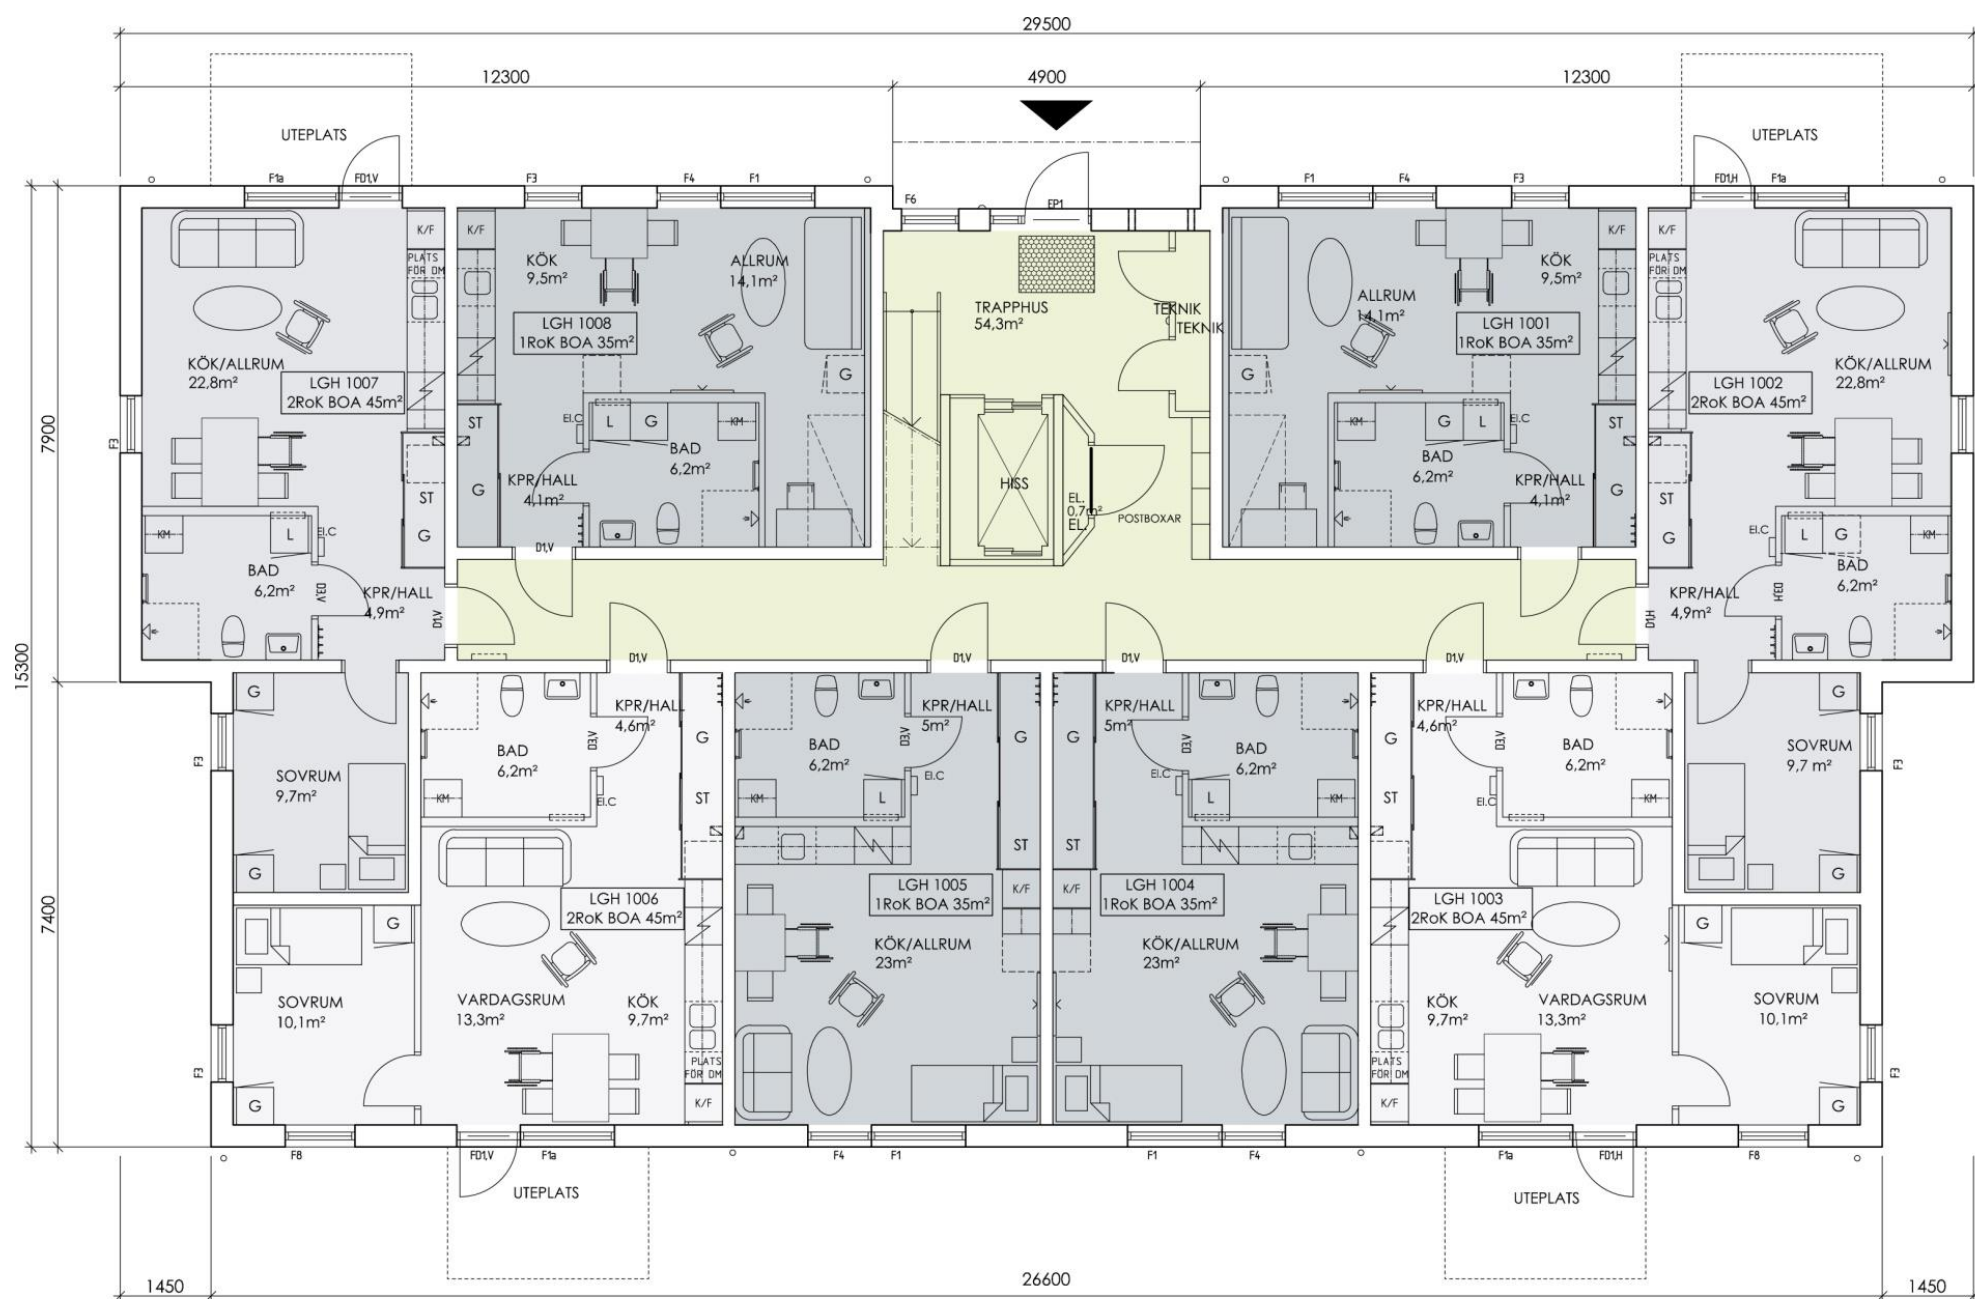 29500
12300
4900
12300
UTEPLATS
UTEPLATS
F1a
FD1,V
F3
F4
F1
F6
EP1
F1
F4
F3
FD1,H
F1a
K/F
PLATS
FÖR DM
KÖK/ALLRUM
22,8m²
LGH 1007
2RoK BOA 45m²
ST
G
KM
L
El.C
BAD
6,2m²
D3,V
KPR/HALL
4,9m²
D1,V
F3
K/F
KÖK
9,5m²
ALLRUM
14,1m²
LGH 1008
1RoK BOA 35m²
G
ST
G
El.C
L
G
KM
BAD
6,2m²
KPR/HALL
4,1m²
D1,V
TRAPPHUS
54,3m²
TEKNIK
TEKNIK
HISS
EL.
0,7m²
EL.
POSTBOXAR
ALLRUM
14,1m²
KÖK
9,5m²
K/F
LGH 1001
1RoK BOA 35m²
G
KM
G
L
El.C
ST
G
BAD
6,2m²
KPR/HALL
4,1m²
K/F
PLATS
FÖR DM
KÖK/ALLRUM
22,8m²
LGH 1002
2RoK BOA 45m²
ST
G
El.C
L
G
KM
BAD
6,2m²
D3,H
KPR/HALL
4,9m²
D1,H
7900
15300
7400
D1,V
D1,V
D1,V
D1,V
G
SOVRUM
9,7m²
G
F3
KPR/HALL
4,6m²
BAD
6,2m²
D3,V
KM
El.C
G
ST
LGH 1006
2RoK BOA 45m²
G
SOVRUM
10,1m²
G
F3
VARDAGSRUM
13,3m²
KÖK
9,7m²
PLATS
FÖR DM
K/F
BAD
6,2m²
D3,V
KPR/HALL
5m²
El.C
KM
L
G
ST
K/F
LGH 1005
1RoK BOA 35m²
KÖK/ALLRUM
23m²
KPR/HALL
5m²
D3,V
BAD
6,2m²
El.C
L
KM
G
ST
K/F
LGH 1004
1RoK BOA 35m²
KÖK/ALLRUM
23m²
KPR/HALL
4,6m²
D3,V
BAD
6,2m²
El.C
KM
G
ST
LGH 1003
2RoK BOA 45m²
KÖK
9,7m²
VARDAGSRUM
13,3m²
PLATS
FÖR DM
K/F
G
SOVRUM
9,7 m²
G
F3
G
SOVRUM
10,1m²
G
F3
F8
FD1,V
F1a
F4
F1
F1
F4
F1a
FD1,H
F8
UTEPLATS
UTEPLATS
1450
26600
1450
F3